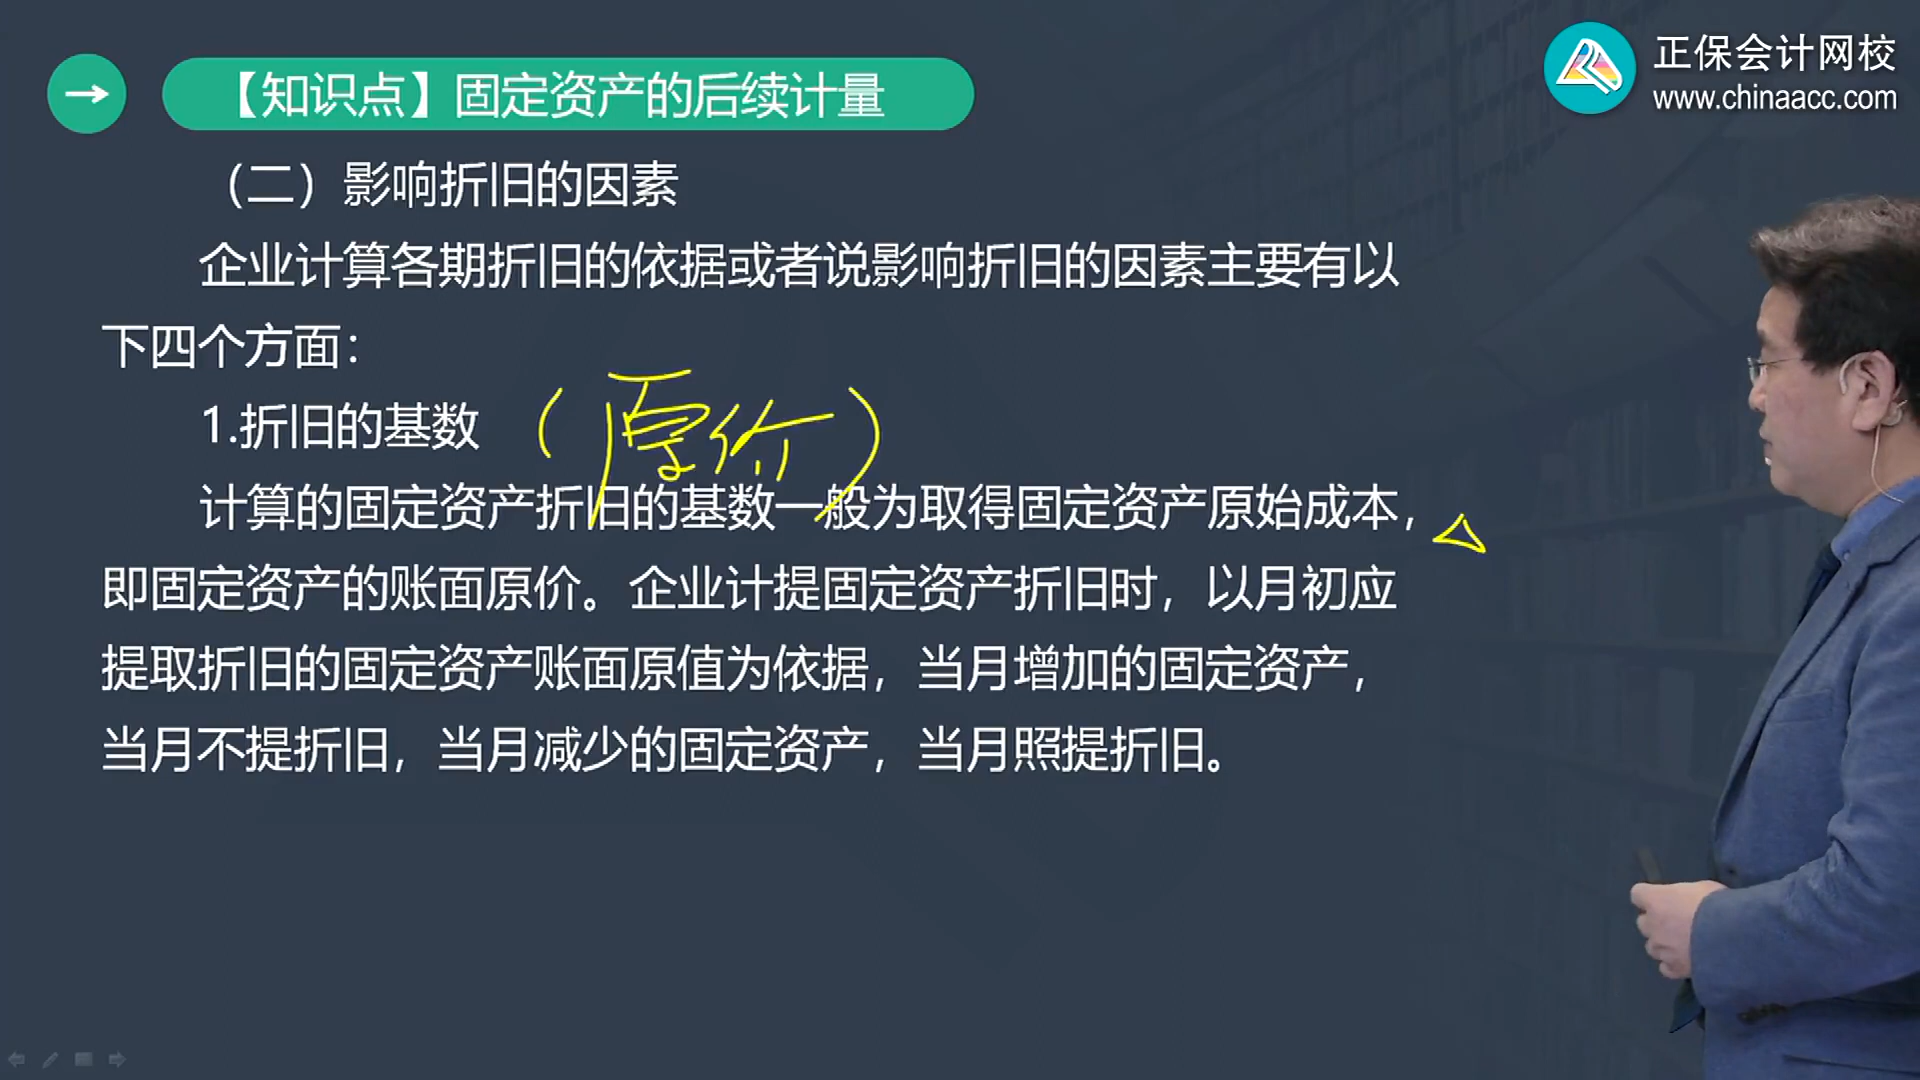 正保会计网校
www.chinaacc.com
【知识点】固定资产的后续计量
（二）影响折旧的因素
企业计算各期折旧的依据或者说影响折旧的因素主要有以
下四个方面：
1.折旧的基数（原价）
计算的固定资产折旧的基数一般为取得固定资产原始成本，
即固定资产的账面原价。企业计提固定资产折旧时，以月初应
提取折旧的固定资产账面原值为依据，当月增加的固定资产，
当月不提折旧，当月减少的固定资产，当月照提折旧。